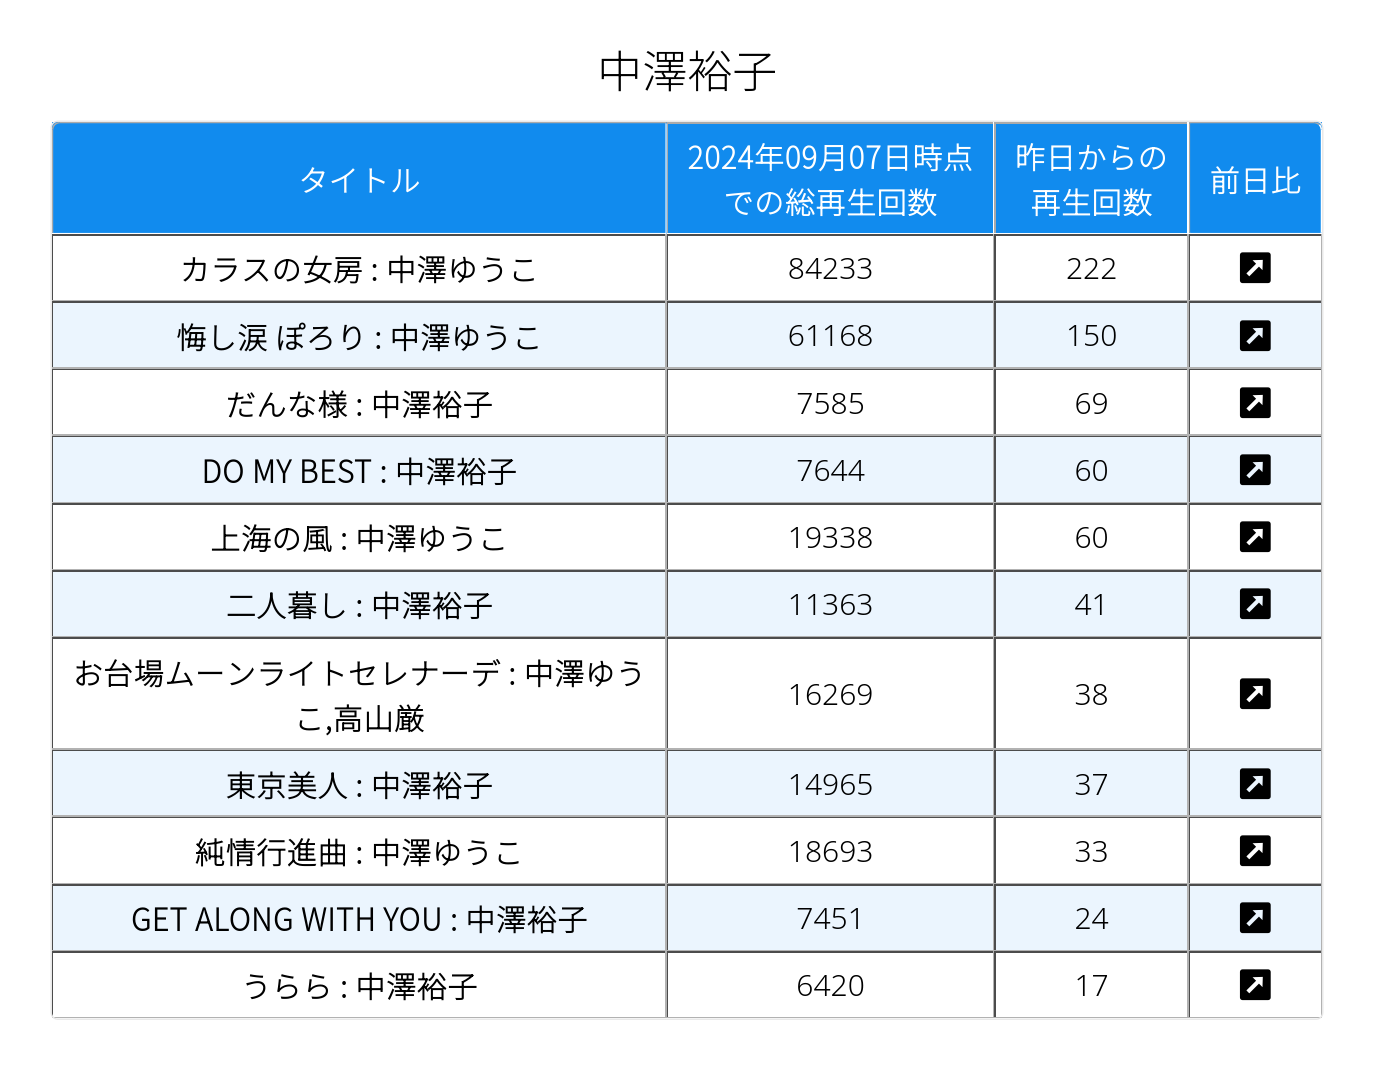 中澤裕子
タイトル
2024年09月07日時点
での総再生回数
昨日からの
再生回数
前日比
カラスの女房 : 中澤ゆうこ
84233
222
悔し涙 ぽろり : 中澤ゆうこ
61168
150
だんな様 : 中澤裕子
7585
69
DO MY BEST : 中澤裕子
7644
60
上海の風 : 中澤ゆうこ
19338
60
二人暮し : 中澤裕子
11363
41
お台場ムーンライトセレナーデ : 中澤ゆう
こ,高山厳
16269
38
東京美人 : 中澤裕子
14965
37
純情行進曲 : 中澤ゆうこ
18693
33
GET ALONG WITH YOU : 中澤裕子
7451
24
うらら : 中澤裕子
6420
17